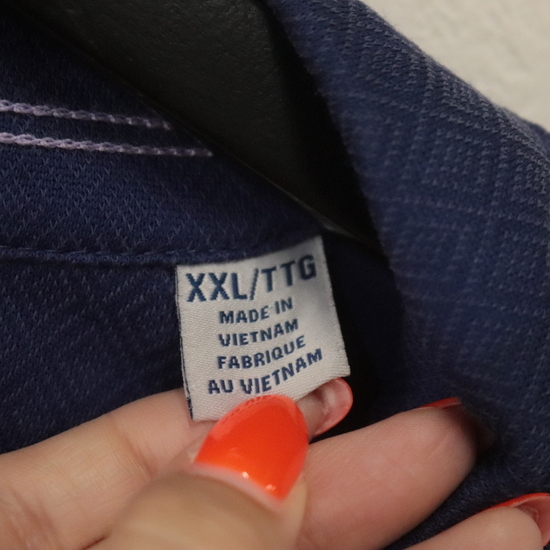 XXL/TTG
MADE IN
VIETNAM
FABRIQUE
AU VIETNAM